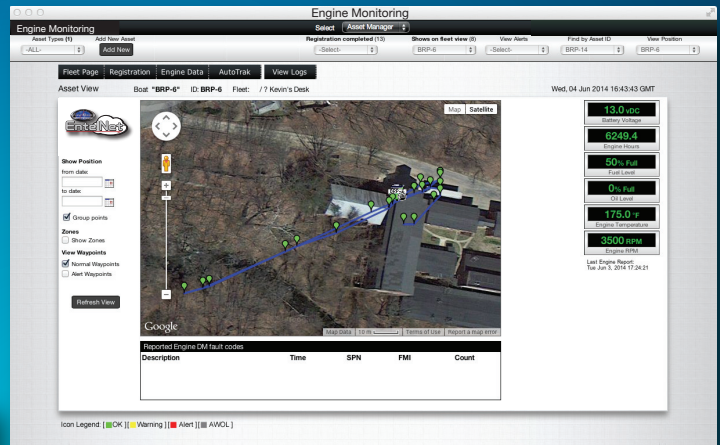 Engine Monitoring
Engine Monitoring
Select Asset Manager
Asset Types (1) Add New Asset Registration completed (13) Shows on fleet view (8) View Alerts Find by Asset ID View Position
-ALL- Add New -Select- BRP-6 -Select- BRP-14 BRP-6
Fleet Page Registration Engine Data AutoTrak View Logs
Asset View Boat "BRP-6" ID: BRP-6 Fleet: / ? Kevin's Desk Wed, 04 Jun 2014 16:43:43 GMT
EntelNet
Show Position
from date:
to date:
Group points
Zones
Show Zones
View Waypoints
Normal Waypoints
Alert Waypoints
Refresh View
Map Satellite
Google
Map Data 10 m Terms of Use Report a map error
13.0 vDC
Battery Voltage
6249.4
Engine Hours
50% Full
Fuel Level
0% Full
Oil Level
175.0 °F
Engine Temperature
3500 RPM
Engine RPM
Last Engine Report:
Tue Jun 3, 2014 17:24:21
Reported Engine DM fault codes
Description Time SPN FMI Count
Icon Legend: [ OK ][ Warning ][ Alert ][ AWOL ]